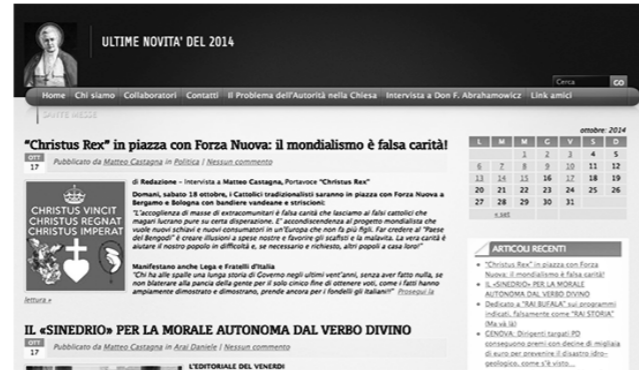 ULTIME NOVITA' DEL 2014
Cerca GO
Home Chi siamo Collaboratori Contatti Il Problema dell'Autorità nella Chiesa Intervista a Don F. Abrahamowicz Link amici
SANTE MESSE
"Christus Rex" in piazza con Forza Nuova: il mondialismo è falsa carità!
OTT
17
Pubblicato da Matteo Castagna in Politica | Nessun commento
CHRISTUS VINCIT
CHRISTUS REGNAT
CHRISTUS IMPERAT
di Redazione - Intervista a Matteo Castagna, Portavoce "Christus Rex"
Domani, sabato 18 ottobre, i Cattolici tradizionalisti saranno in piazza con Forza Nuova a
Bergamo e Bologna con bandiere vandeane e striscioni:
"L'accoglienza di massa di extracomunitari è falsa carità che lasciamo ai falsi cattolici che
magari lucrano pure su certa disperazione. E' accondiscendenza al progetto mondialista che
vuole nuovi schiavi e nuovi consumatori in un'Europa che non fa più figli. Far credere al "Paese
dei Bengodi" è creare illusioni a spese nostre e favorire gli scafisti e la malavita. La vera carità è
aiutare il nostro popolo in difficoltà e, se necessario e richiesto, altri popoli a casa loro!"
Manifestano anche Lega e Fratelli d'Italia
"Chi ha alle spalle una lunga storia di Governo negli ultimi vent'anni, senza aver fatto nulla, se
non blaterare alla pancia della gente per il solo cinico fine di ottenere voti, come i fatti hanno
ampiamente dimostrato e dimostrano, prende ancora per i fondelli gli italiani!" Prosegui la
lettura »
IL «SINEDRIO» PER LA MORALE AUTONOMA DAL VERBO DIVINO
OTT
17
Pubblicato da Matteo Castagna in Arai Daniele | Nessun commento
L'EDITORIALE DEL VENERDI
ottobre: 2014
L M M G V S D
1 2 3 4 5
6 7 8 9 10 11 12
13 14 15 16 17 18 19
20 21 22 23 24 25 26
27 28 29 30 31
« set
ARTICOLI RECENTI
"Christus Rex" in piazza con Forza
Nuova: il mondialismo è falsa carità!
IL «SINEDRIO» PER LA MORALE
AUTONOMA DAL VERBO DIVINO
Dedicato a "RAI BUFALA" sui programmi
indicati, falsamente come "RAI STORIA"
(Ma và là)
GENOVA: Dirigenti targati PD
conseguono premi con decine di migliaia
di euro per prevenire il disastro idro-
geologico, come s'è visto...